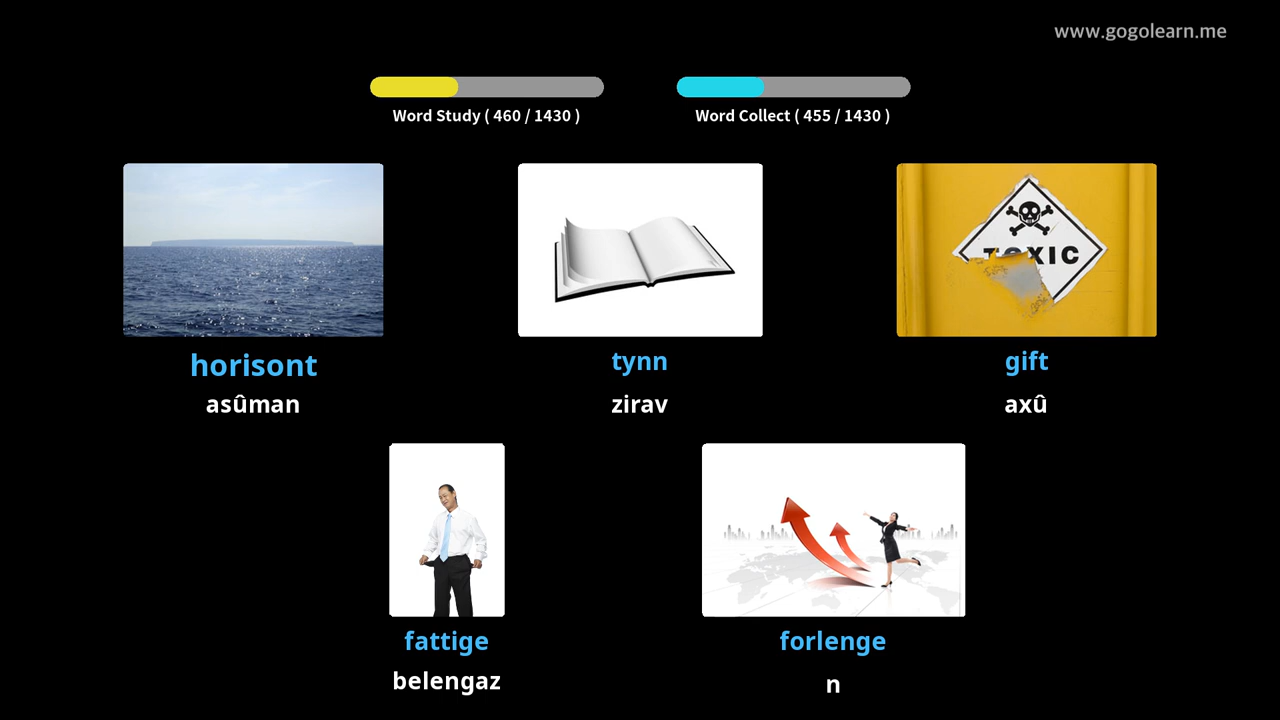 www.gogolearn.me
Word Study ( 460 / 1430 )
Word Collect ( 455 / 1430 )
TOXIC
horisont
tynn
gift
asûman
zirav
axû
fattige
forlenge
belengaz
n